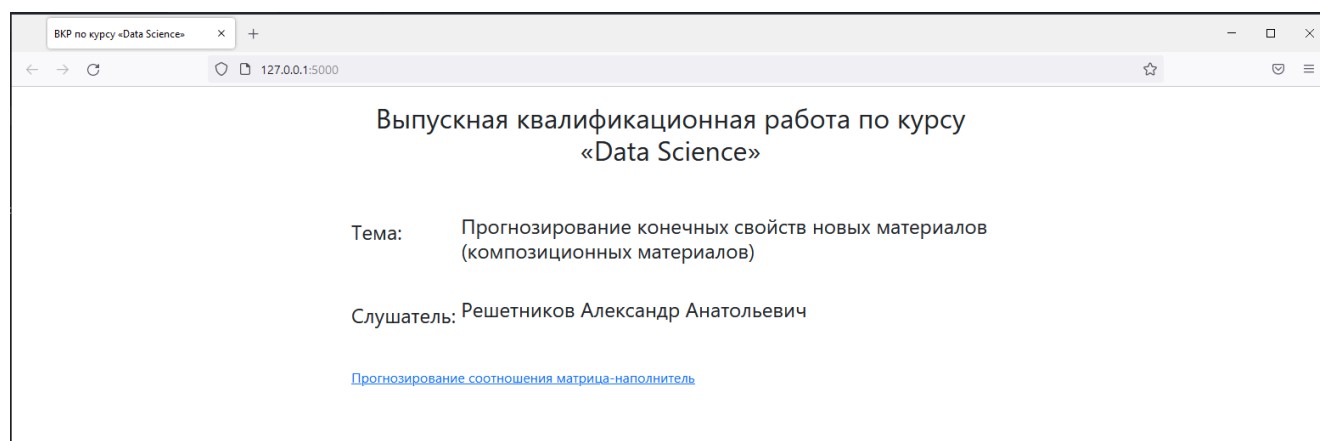 ВКР по курсу «Data Science»
127.0.0.1:5000
Выпускная квалификационная работа по курсу
«Data Science»
Тема:
Прогнозирование конечных свойств новых материалов
(композиционных материалов)
Слушатель: Решетников Александр Анатольевич
Прогнозирование соотношения матрица-наполнитель